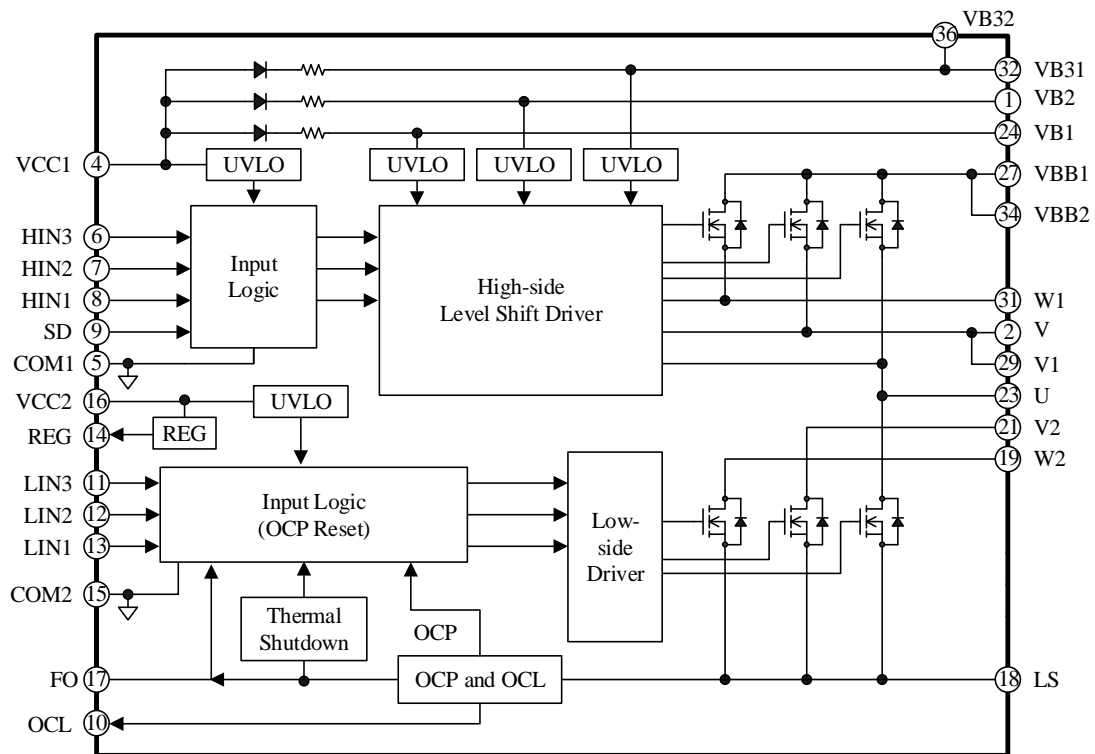 VB32
36
32 VB31
1 VB2
24 VB1
VCC1 4
UVLO
UVLO
UVLO
UVLO
27 VBB1
34 VBB2
HIN3 6
HIN2 7
HIN1 8
SD 9
COM1 5
Input
Logic
High-side
Level Shift Driver
31 W1
2 V
29 V1
23 U
21 V2
19 W2
VCC2 16
UVLO
REG 14
REG
LIN3 11
LIN2 12
LIN1 13
COM2 15
Input Logic
(OCP Reset)
Low-
side
Driver
Thermal
Shutdown
OCP
FO 17
OCP and OCL
18 LS
OCL 10